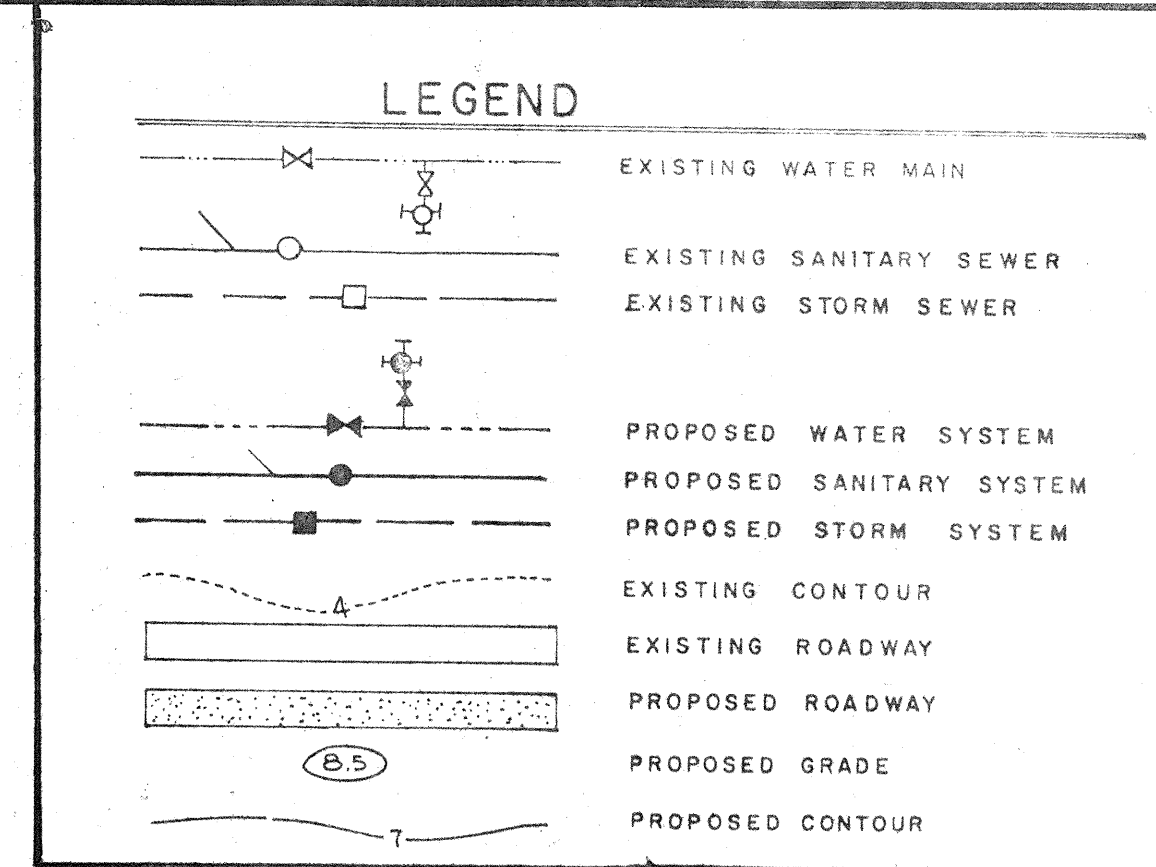 LEGEND
EXISTING WATER MAIN
EXISTING SANITARY SEWER
EXISTING STORM SEWER
PROPOSED WATER SYSTEM
PROPOSED SANITARY SYSTEM
PROPOSED STORM SYSTEM
4
EXISTING CONTOUR
EXISTING ROADWAY
PROPOSED ROADWAY
8.5
PROPOSED GRADE
7
PROPOSED CONTOUR